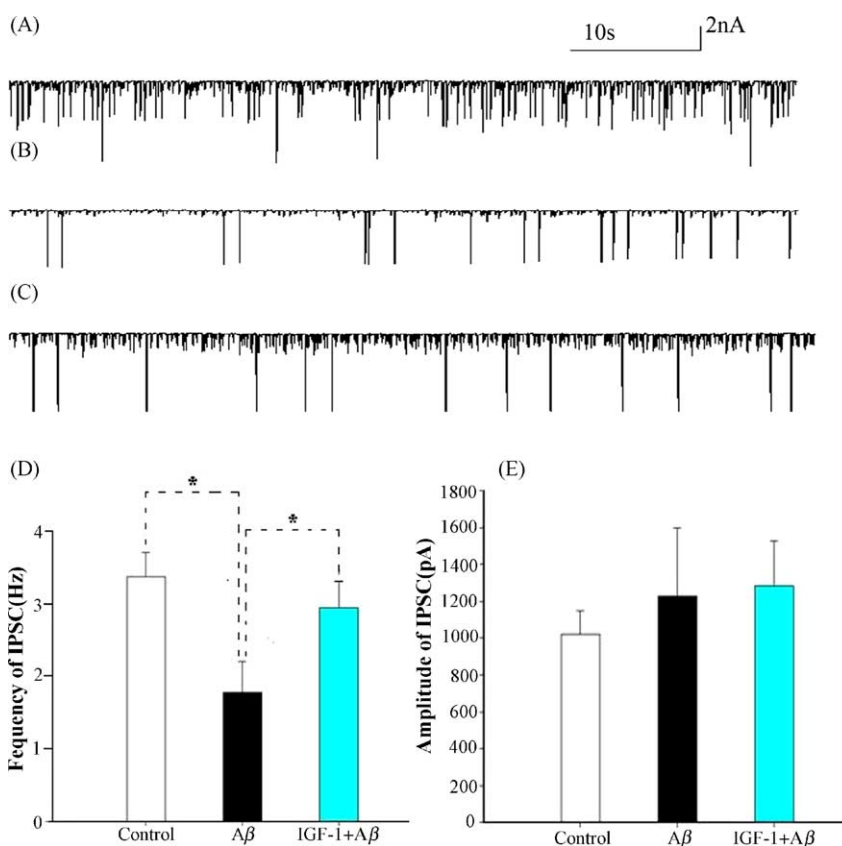 (A)
10s
2nA
(B)
(C)
(D)
*
*
Fequency of IPSC(Hz)
4
3
2
1
0
Control
Aβ
IGF-1+Aβ
(E)
Amplitude of IPSC(pA)
1800
1600
1400
1200
1000
800
600
400
200
0
Control
Aβ
IGF-1+Aβ